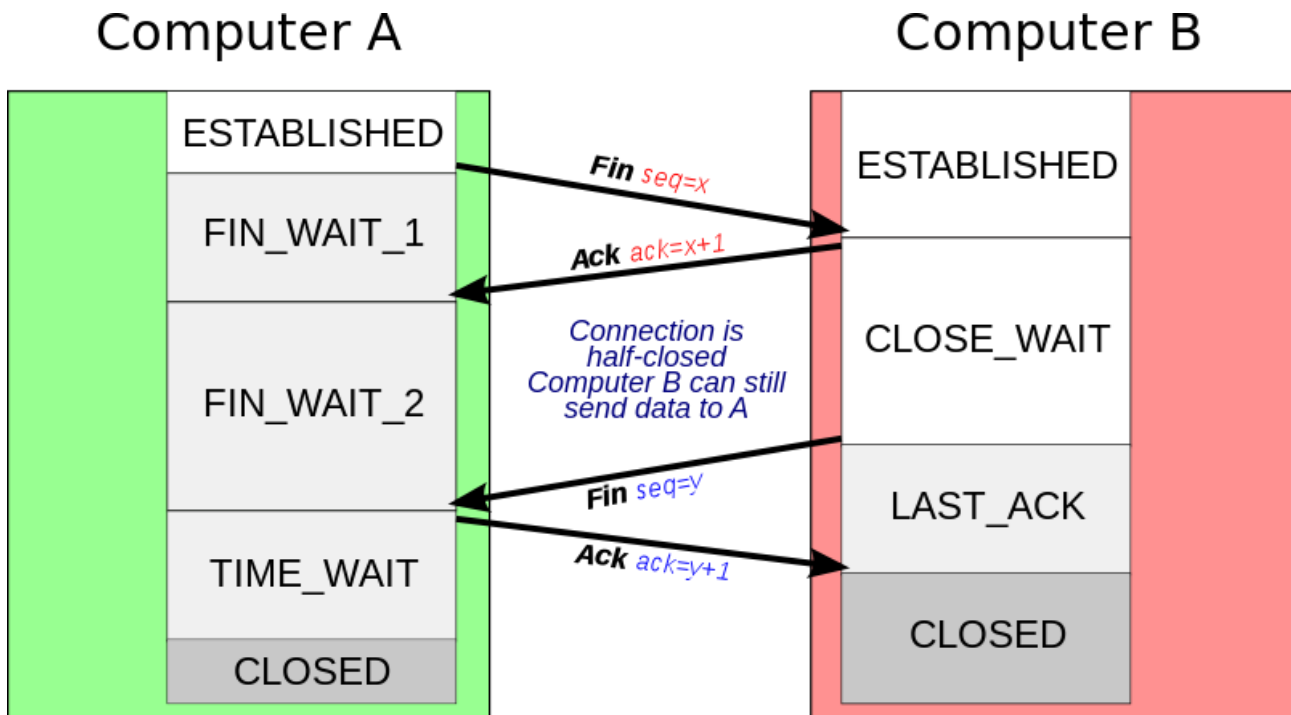 Computer A
Computer B
ESTABLISHED
ESTABLISHED
Fin seq=x
FIN_WAIT_1
Ack ack=x+1
Connection is
half-closed
Computer B can still
send data to A
CLOSE_WAIT
FIN_WAIT_2
Fin seq=y
LAST_ACK
Ack ack=y+1
TIME_WAIT
CLOSED
CLOSED